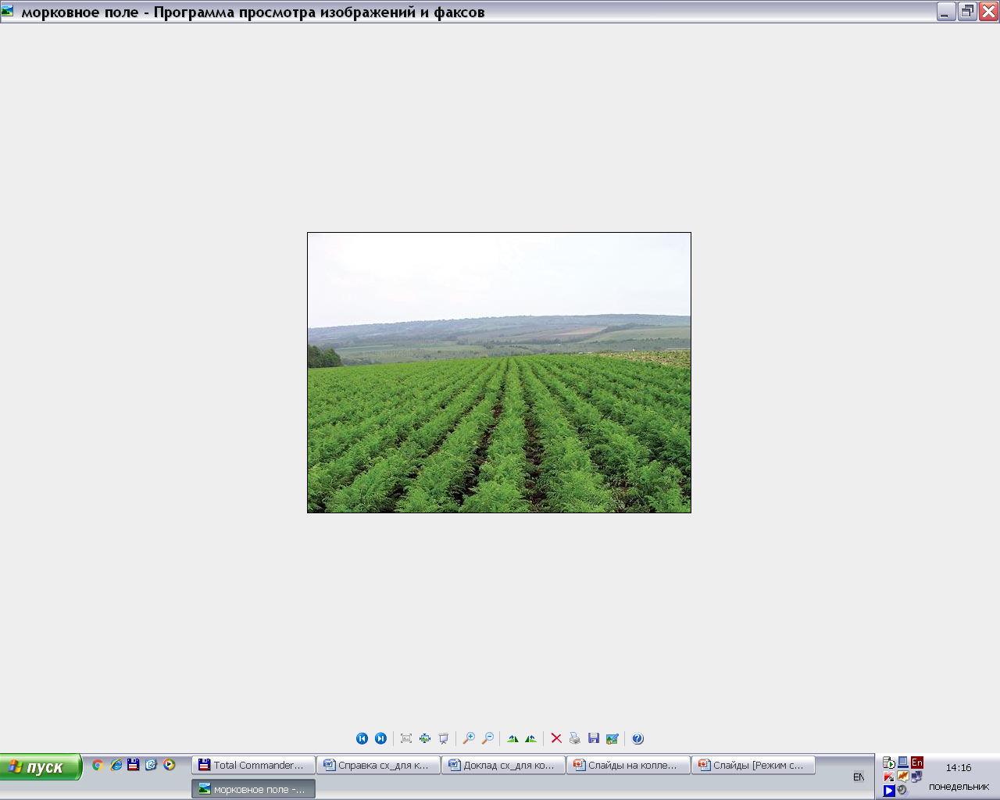 морковное поле - Программа просмотра изображений и факсов
пуск
Total Commander...
Справка сх_для к...
Доклад сх_для ко...
Слайды на колле...
Слайды [Режим с...
морковное поле -...
EN
En
14:16
понедельник